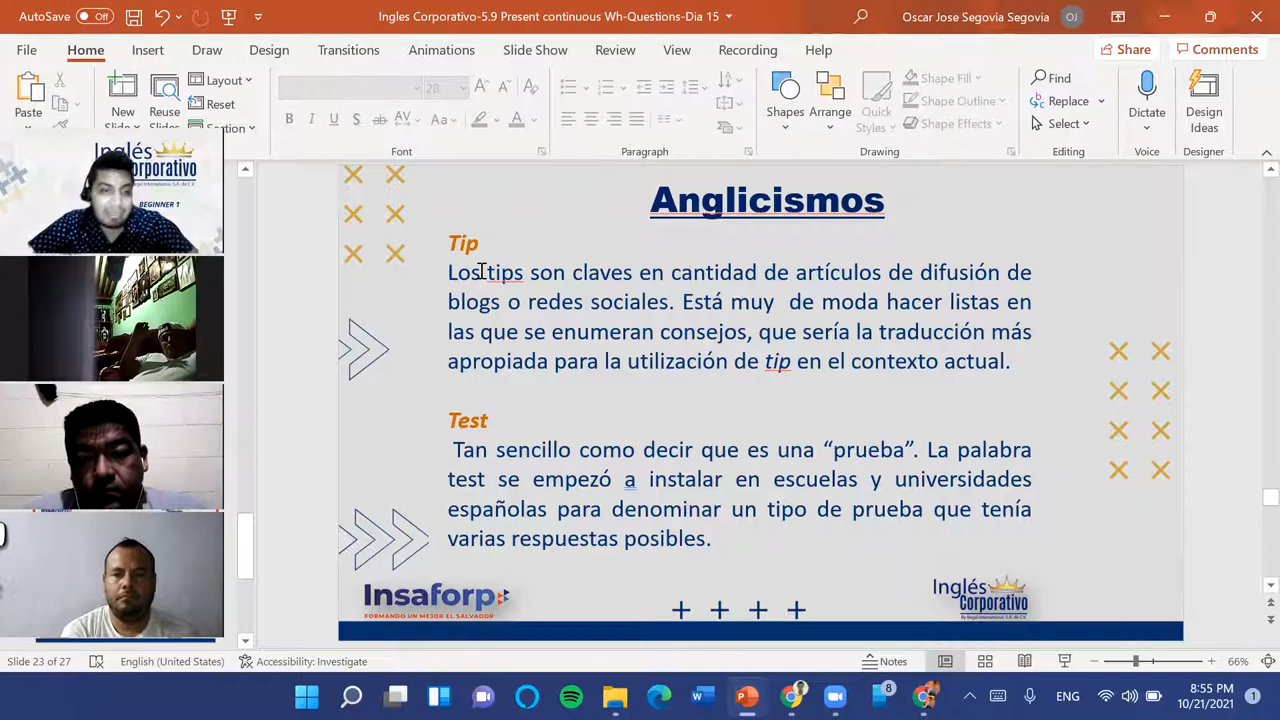 AutoSave Off Ingles Corporativo-5.9 Present continuous Wh-Questions-Dia 15 Oscar Jose Segovia Segovia OJ
File Home Insert Draw Design Transitions Animations Slide Show Review View Recording Help Share Comments
Paste New Slide Reuse Slides Layout Reset Section 28 Shapes Arrange Quick Styles Shape Fill Shape Outline Shape Effects Find Replace Select Dictate Design Ideas
Font Paragraph Drawing Editing Voice Designer
Inglés
Corporativo
BEGINNER 1
Anglicismos
Tip
Los tips son claves en cantidad de artículos de difusión de
blogs o redes sociales. Está muy de moda hacer listas en
las que se enumeran consejos, que sería la traducción más
apropiada para la utilización de tip en el contexto actual.
Test
Tan sencillo como decir que es una “prueba”. La palabra
test se empezó a instalar en escuelas y universidades
españolas para denominar un tipo de prueba que tenía
varias respuestas posibles.
Insaforp
FORMANDO UN MEJOR EL SALVADOR
Inglés
Corporativo
Slide 23 of 27 English (United States) Accessibility: Investigate Notes 66%
8 ENG 8:55 PM
10/21/2021 1